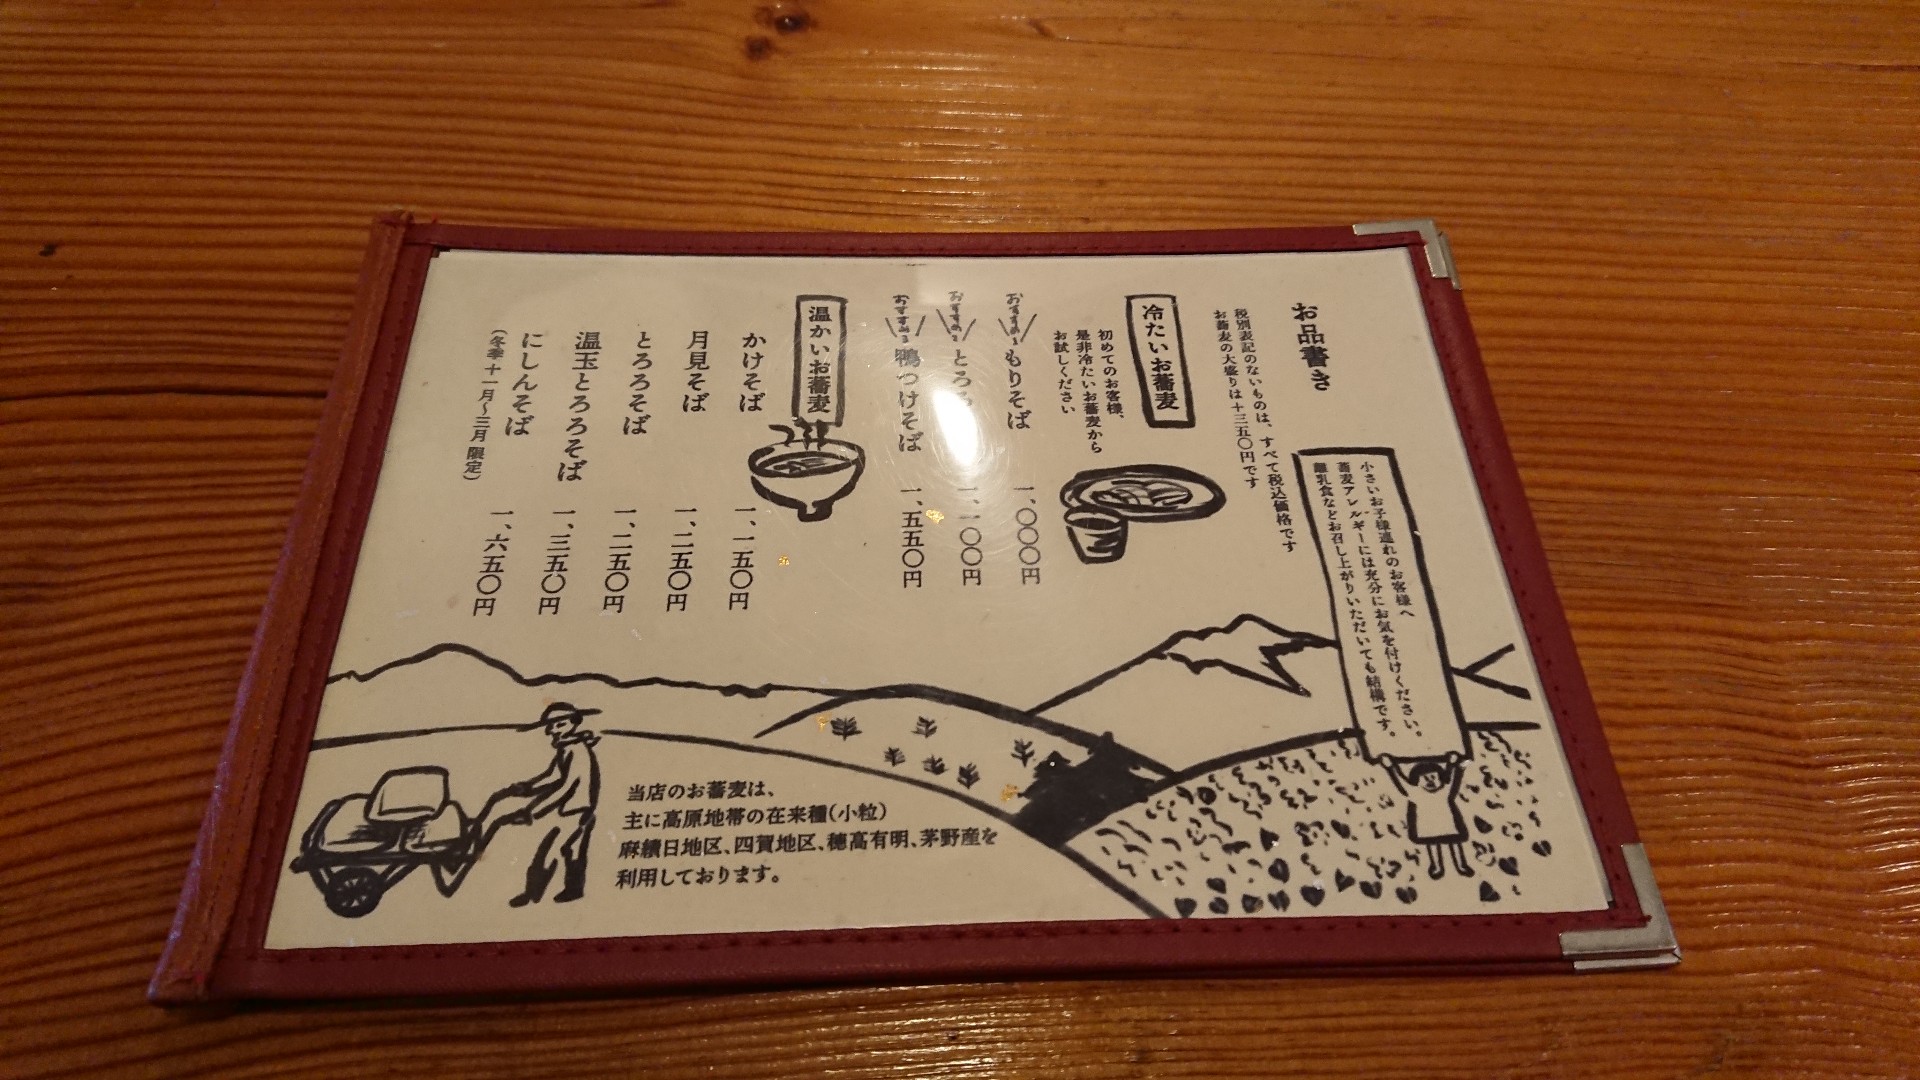 お品書き
税別表記のないものは、すべて税込価格です
お蕎麦の大盛りは十三五〇円です
小さいお子様連れのお客様へ
蕎麦アレルギーには充分にお気を付けください。
離乳食などお召し上がりいただいても結構です。
冷たいお蕎麦
初めてのお客様、
是非冷たいお蕎麦から
お試しください
おすすめ! もりそば 一、〇〇〇円
おすすめ! とろろ 一、一〇〇円
おすすめ! 鴨つけそば 一、五五〇円
温かいお蕎麦
かけそば 一、一五〇円
月見そば 一、二五〇円
とろろそば 一、二五〇円
温玉とろろそば 一、三五〇円
にしんそば 一、六五〇円
(冬季 十一月〜三月 限定)
当店のお蕎麦は、
主に高原地帯の在来種(小粒)
麻績日地区、四賀地区、穂高有明、茅野産を
利用しております。